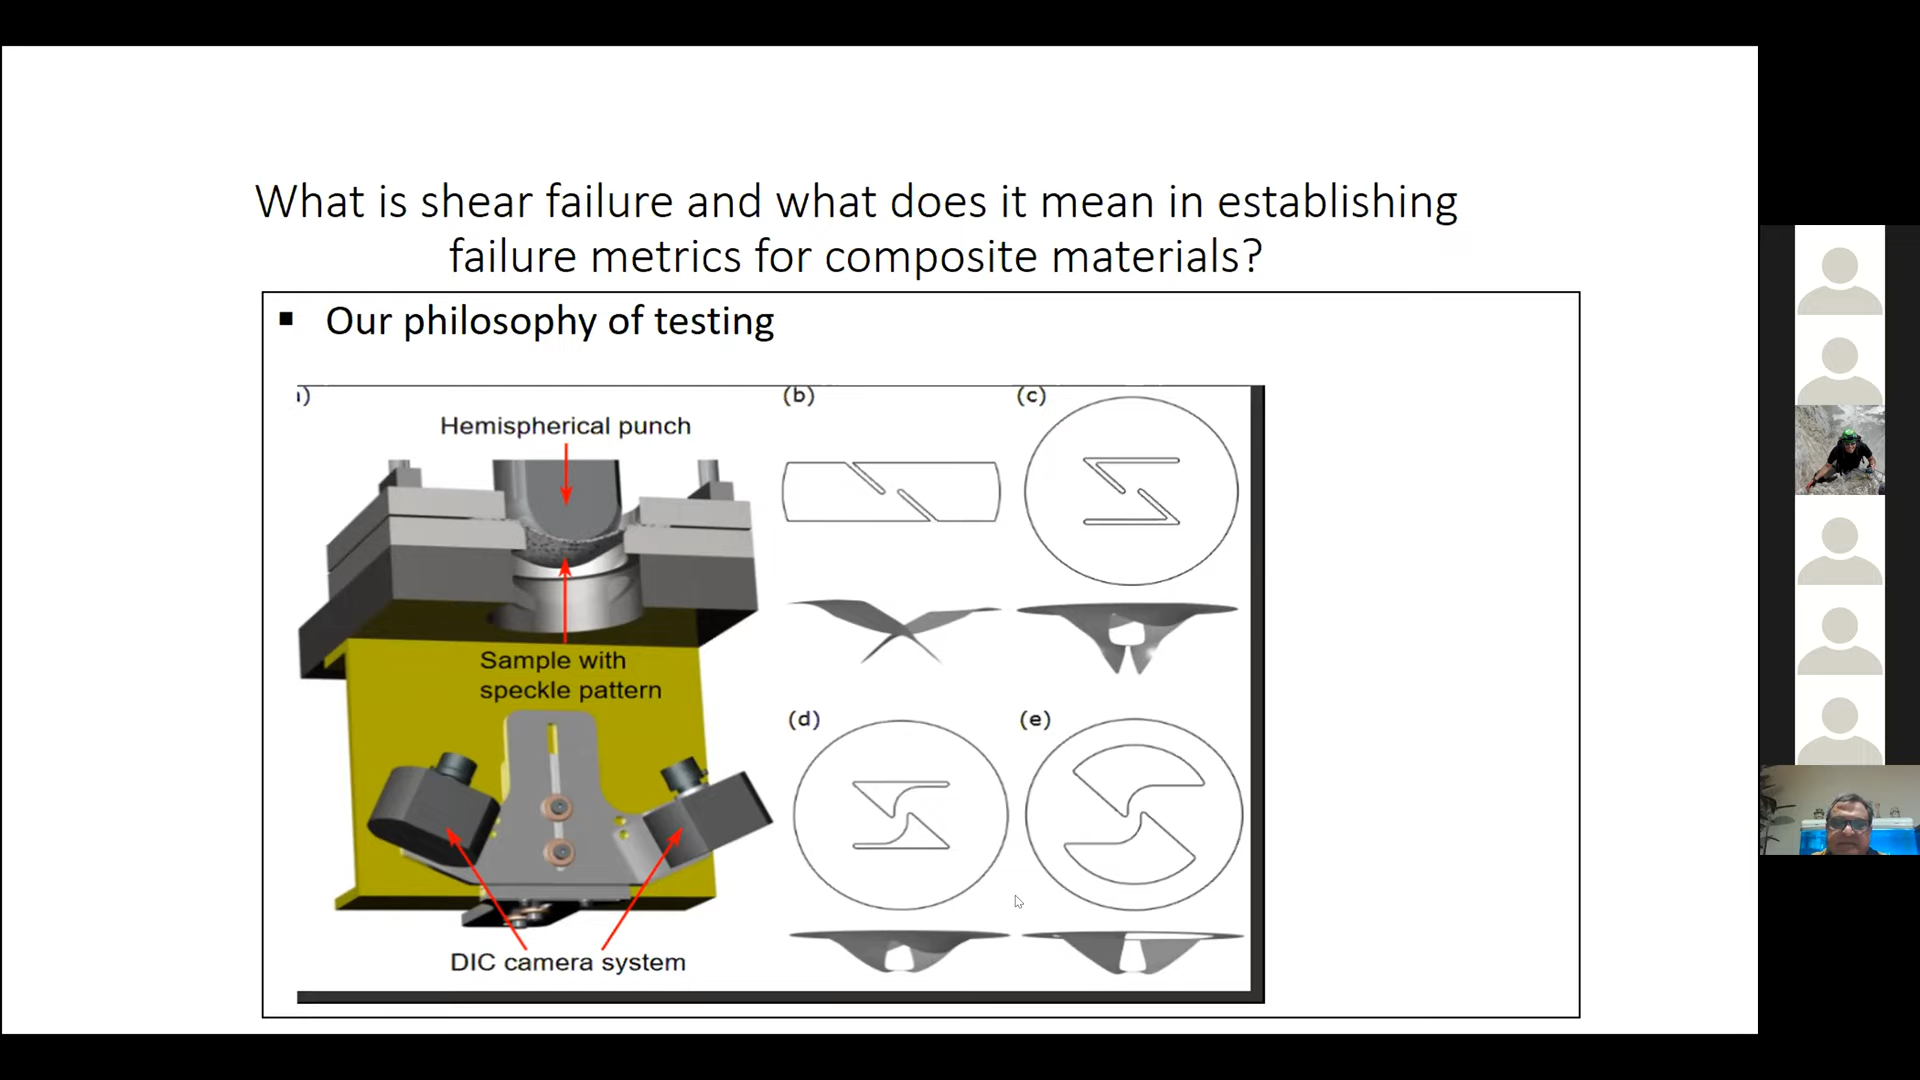 What is shear failure and what does it mean in establishing
failure metrics for composite materials?
▪ Our philosophy of testing
Hemispherical punch
Sample with
speckle pattern
DIC camera system
(b)
(c)
(d)
(e)